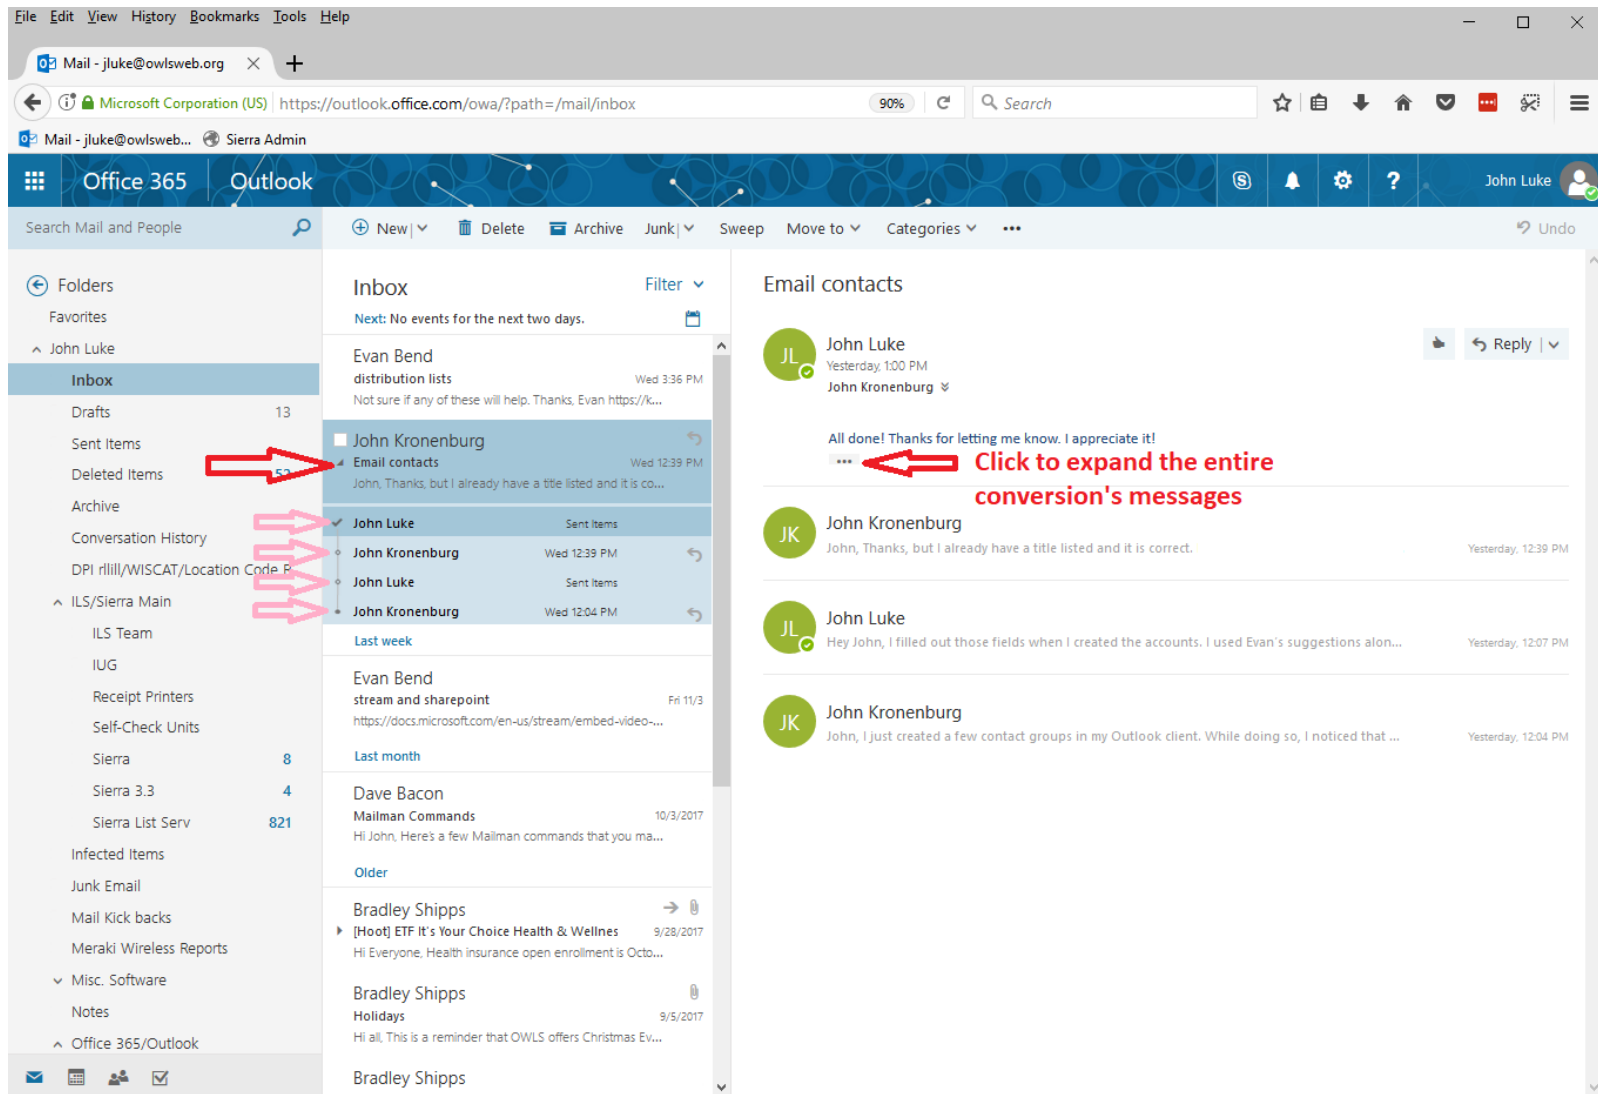 File Edit View History Bookmarks Tools Help
Mail - jluke@owlsweb.org
Microsoft Corporation (US) https://outlook.office.com/owa/?path=/mail/inbox 90% Search
Mail - jluke@owlsweb... Sierra Admin
Office 365 Outlook John Luke
Search Mail and People
New Delete Archive Junk Sweep Move to Categories ••• Undo
Folders
Favorites
John Luke
Inbox
Drafts 13
Sent Items
Deleted Items 52
Archive
Conversation History
DPI rllill/WISCAT/Location Code
ILS/Sierra Main
ILS Team
IUG
Receipt Printers
Self-Check Units
Sierra 8
Sierra 3.3 4
Sierra List Serv 821
Infected Items
Junk Email
Mail Kick backs
Meraki Wireless Reports
Misc. Software
Notes
Office 365/Outlook
Inbox Filter
Next: No events for the next two days.
Evan Bend
distribution lists Wed 3:36 PM
Not sure if any of these will help. Thanks, Evan https://k...
John Kronenburg
Email contacts Wed 12:39 PM
John, Thanks, but I already have a title listed and it is co...
John Luke Sent Items
John Kronenburg Wed 12:39 PM
John Luke Sent Items
John Kronenburg Wed 12:04 PM
Last week
Evan Bend
stream and sharepoint Fri 11/3
https://docs.microsoft.com/en-us/stream/embed-video-...
Last month
Dave Bacon
Mailman Commands 10/3/2017
Hi John, Here's a few Mailman commands that you ma...
Older
Bradley Shipps
[Hoot] ETF It's Your Choice Health & Wellnes 9/28/2017
Hi Everyone, Health insurance open enrollment is Octo...
Bradley Shipps
Holidays 9/5/2017
Hi all, This is a reminder that OWLS offers Christmas Ev...
Bradley Shipps
Email contacts
JL John Luke Reply
Yesterday, 1:00 PM
John Kronenburg
All done! Thanks for letting me know. I appreciate it!
••• Click to expand the entire
conversion's messages
JK John Kronenburg
John, Thanks, but I already have a title listed and it is correct. Yesterday, 12:39 PM
JL John Luke
Hey John, I filled out those fields when I created the accounts. I used Evan's suggestions alon... Yesterday, 12:07 PM
JK John Kronenburg
John, I just created a few contact groups in my Outlook client. While doing so, I noticed that ... Yesterday, 12:04 PM